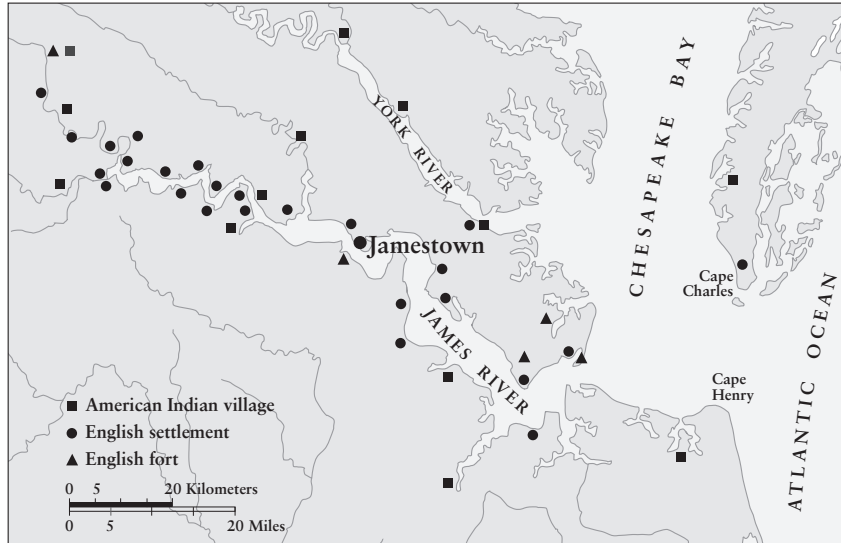 YORK RIVER
CHESAPEAKE BAY
Jamestown
Cape
Charles
JAMES RIVER
Cape
Henry
ATLANTIC OCEAN
American Indian village
English settlement
English fort
0 5 20 Kilometers
0 5 20 Miles